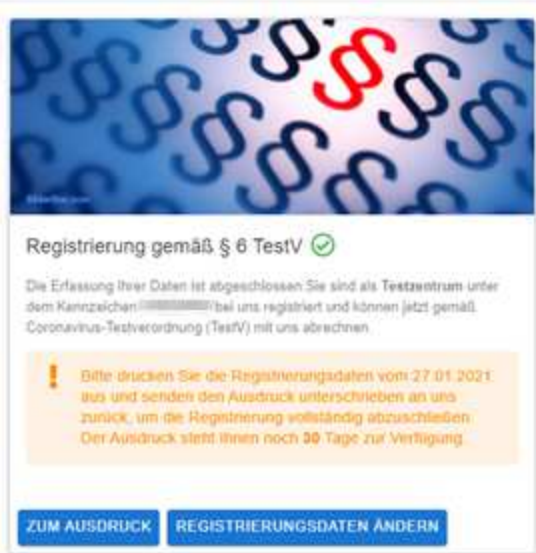 Registrierung gemäß § 6 TestV
Die Erfassung Ihrer Daten ist abgeschlossen Sie sind als Testzentrum unter
dem Kennzeichen bei uns registriert und können jetzt gemäß
Coronavirus-Testverordnung (TestV) mit uns abrechnen
! Bitte drucken Sie die Registrierungsdaten vom 27.01.2021
aus und senden den Ausdruck unterschrieben an uns
zurück, um die Registrierung vollständig abzuschließen.
Der Ausdruck steht Ihnen noch 30 Tage zur Verfügung.
ZUM AUSDRUCK REGISTRIERUNGSDATEN ÄNDERN